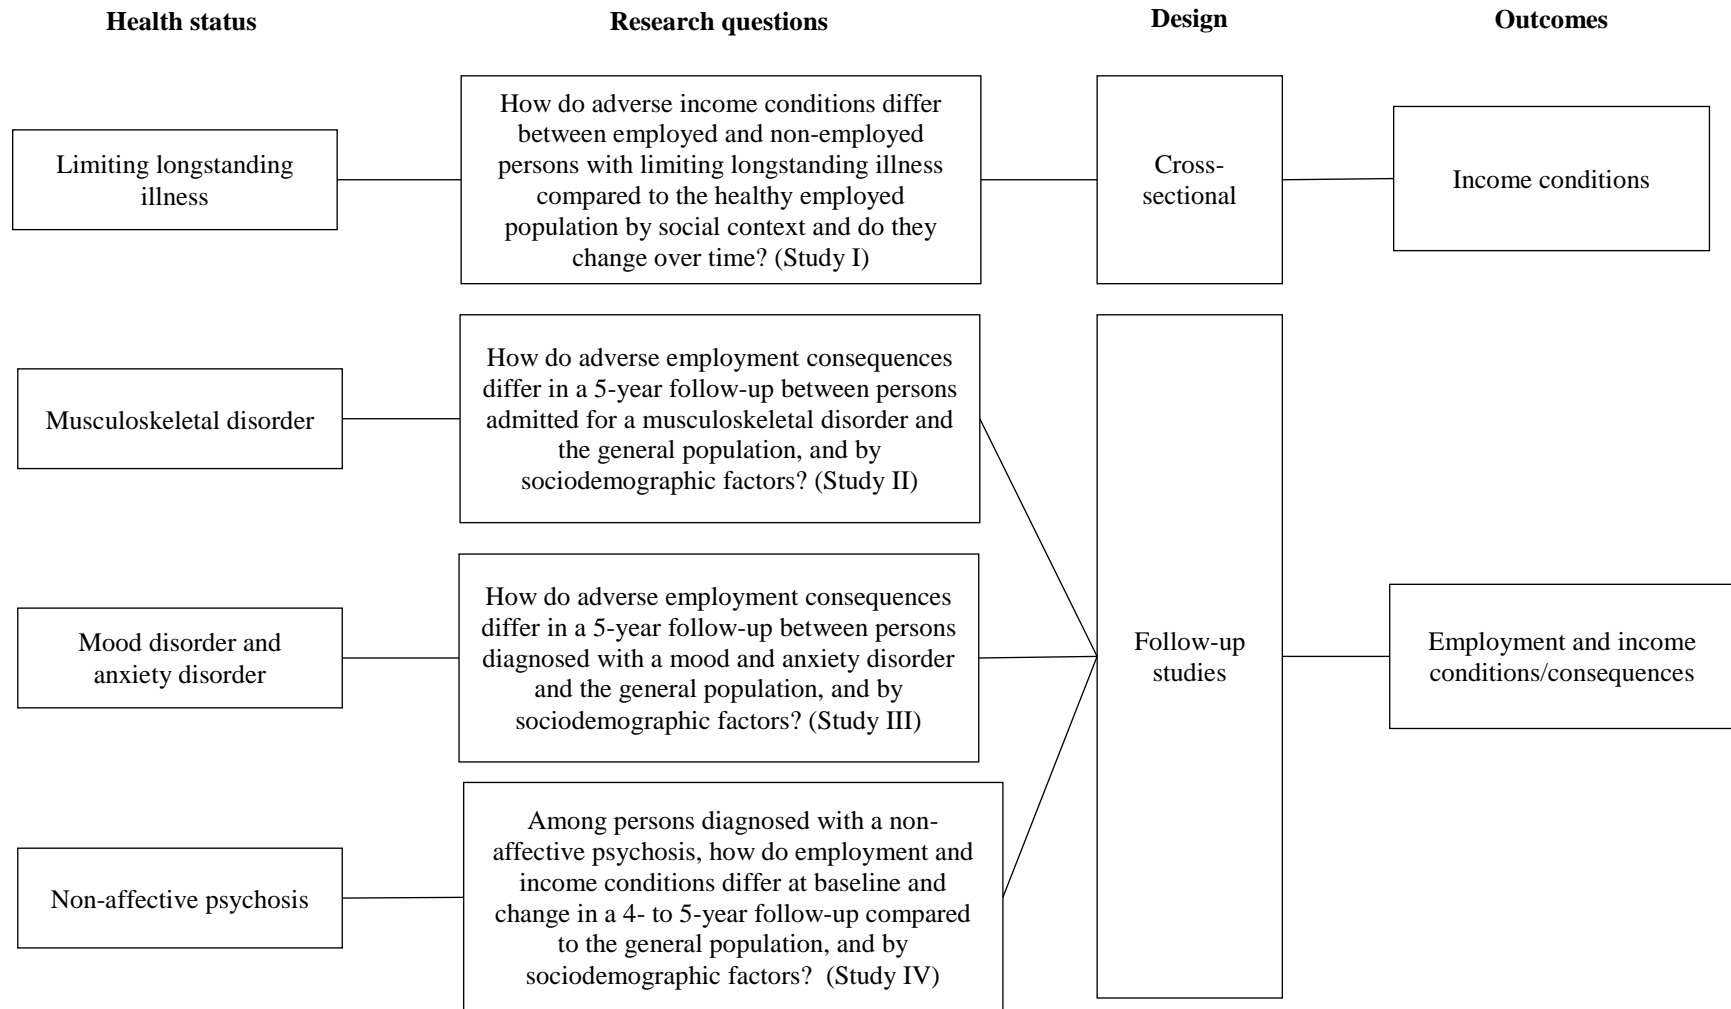 Health status
Research questions
Design
Outcomes
Limiting longstanding
illness
How do adverse income conditions differ
between employed and non-employed
persons with limiting longstanding illness
compared to the healthy employed
population by social context and do they
change over time? (Study I)
Cross-
sectional
Income conditions
Musculoskeletal disorder
How do adverse employment consequences
differ in a 5-year follow-up between persons
admitted for a musculoskeletal disorder and
the general population, and by
sociodemographic factors? (Study II)
Mood disorder and
anxiety disorder
How do adverse employment consequences
differ in a 5-year follow-up between persons
diagnosed with a mood and anxiety disorder
and the general population, and by
sociodemographic factors? (Study III)
Non-affective psychosis
Among persons diagnosed with a non-
affective psychosis, how do employment and
income conditions differ at baseline and
change in a 4- to 5-year follow-up compared
to the general population, and by
sociodemographic factors?  (Study IV)
Follow-up
studies
Employment and income
conditions/consequences